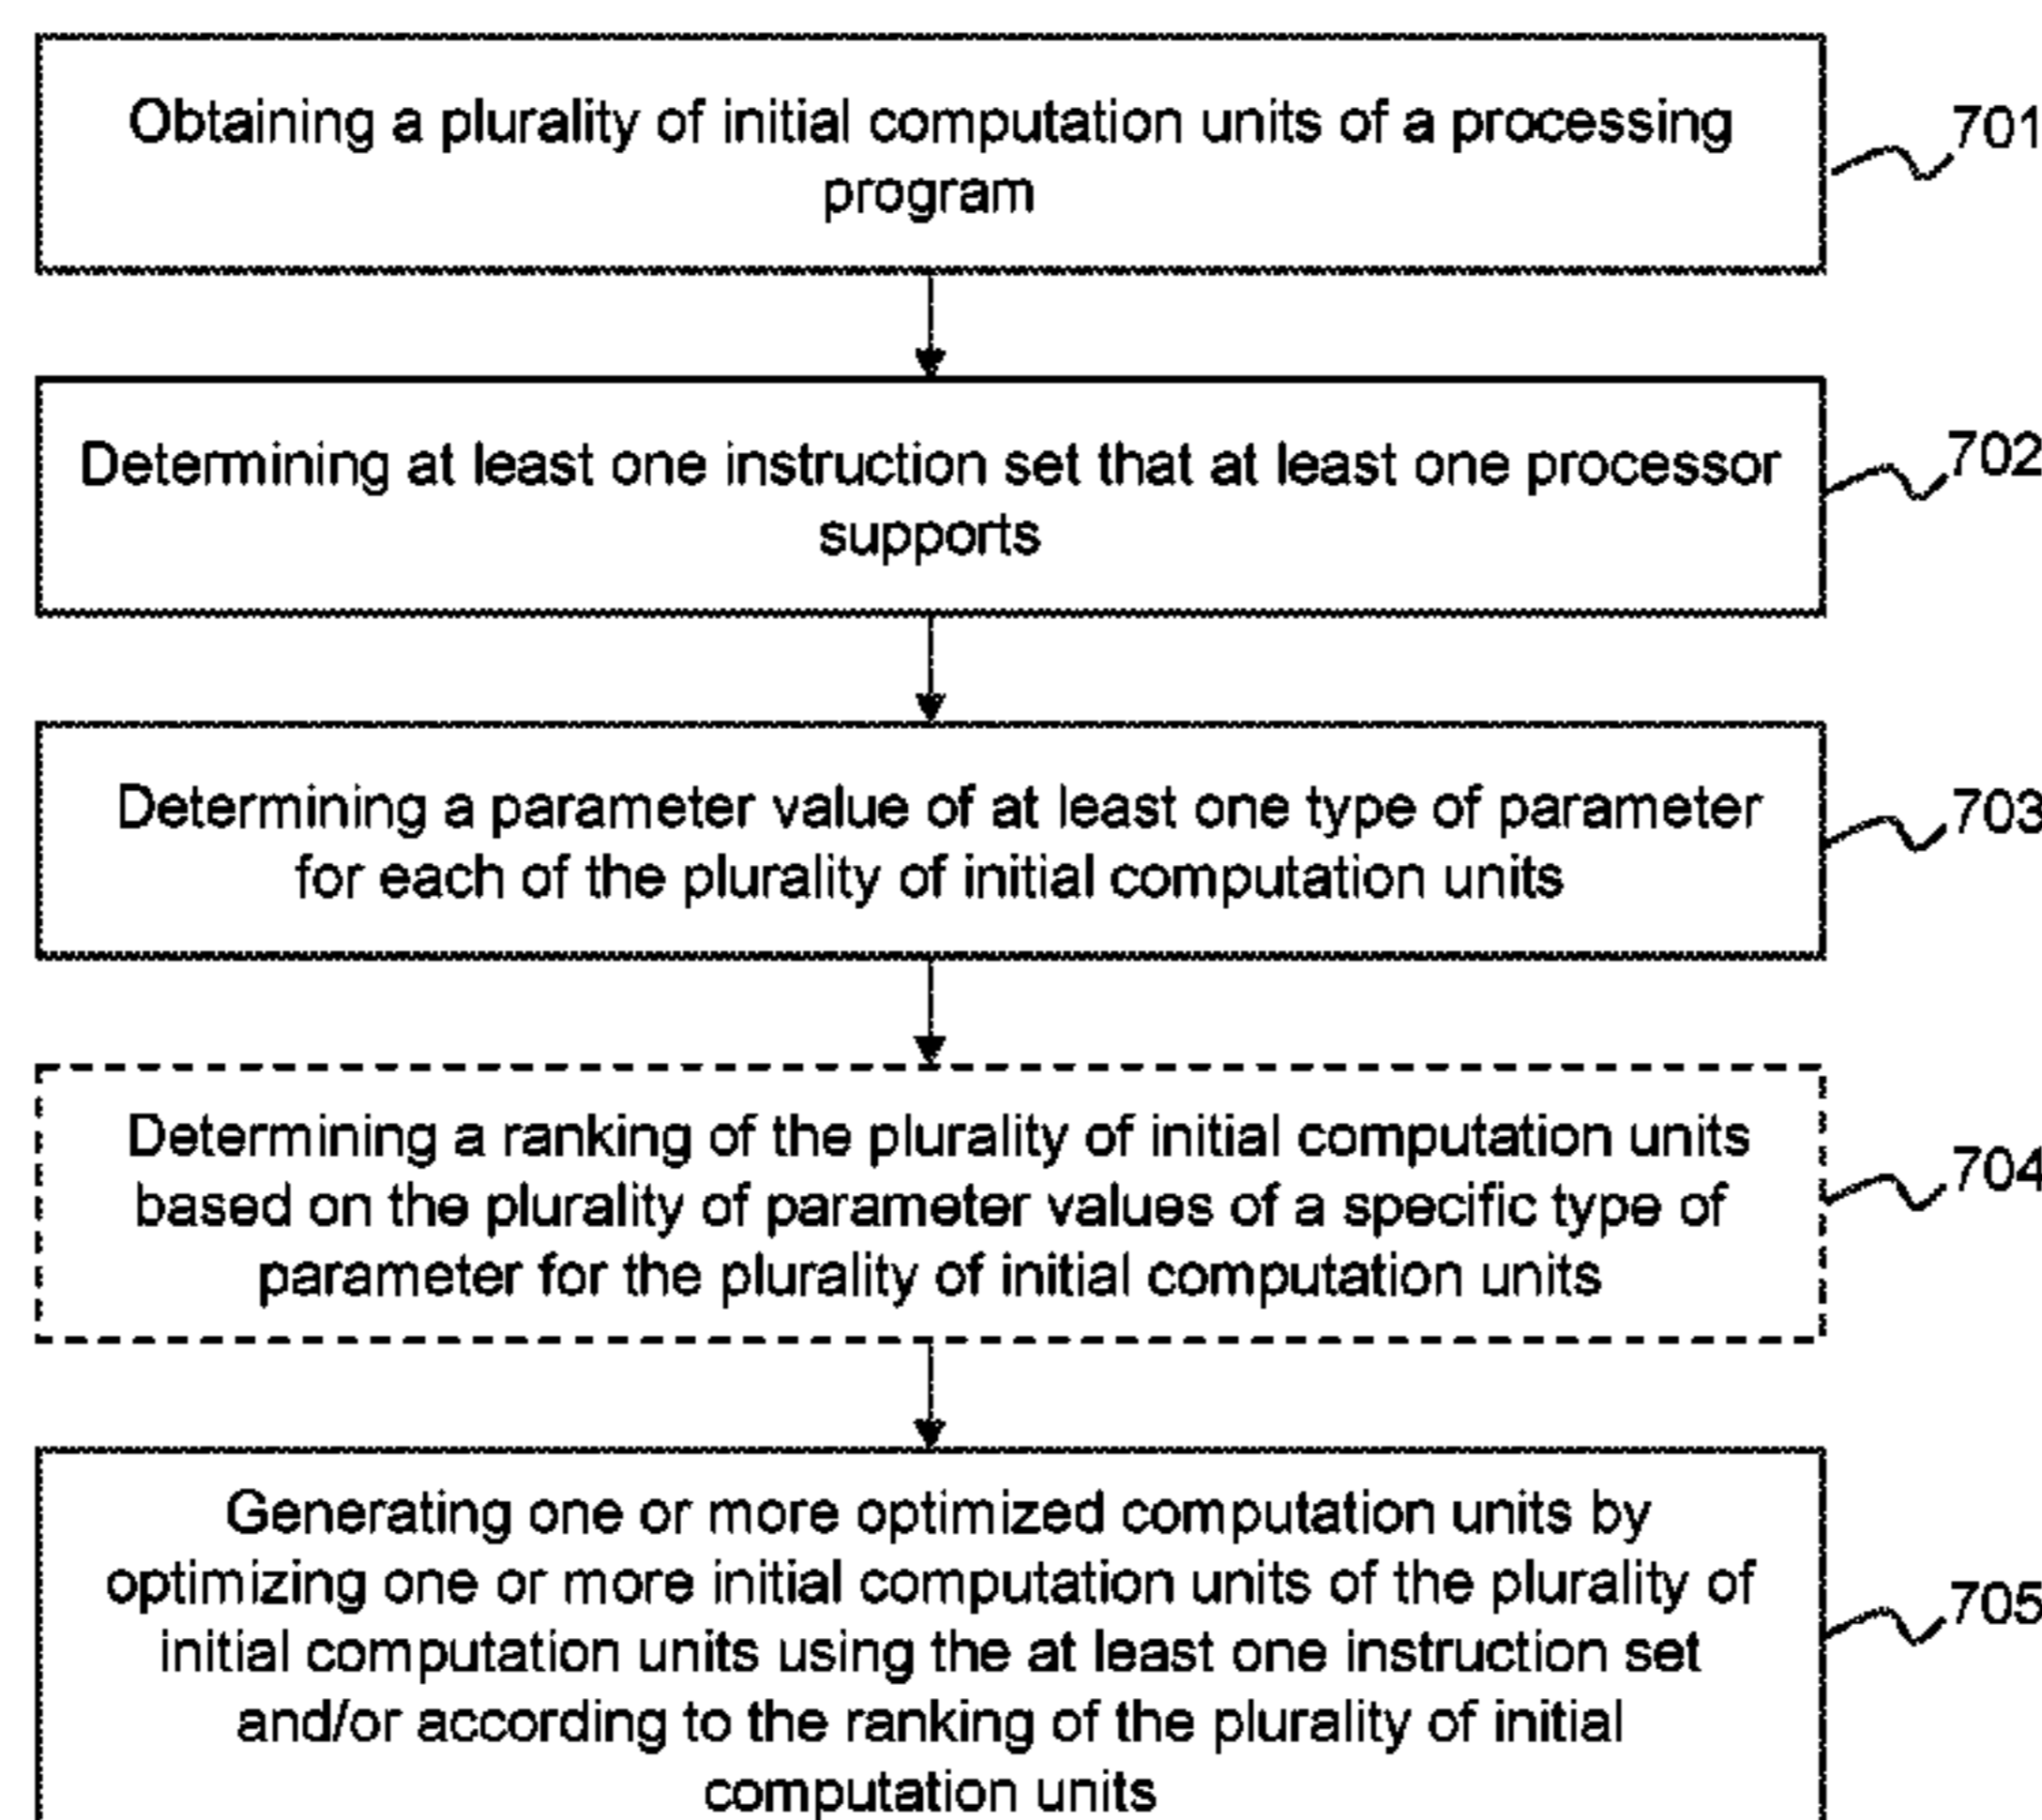 Obtaining a plurality of initial computation units of a processing
program
701
Determining at least one instruction set that at least one processor
supports
702
Determining a parameter value of at least one type of parameter
for each of the plurality of initial computation units
703
Determining a ranking of the plurality of initial computation units
based on the plurality of parameter values of a specific type of
parameter for the plurality of initial computation units
704
Generating one or more optimized computation units by
optimizing one or more initial computation units of the plurality of
initial computation units using the at least one instruction set
and/or according to the ranking of the plurality of initial
computation units
705